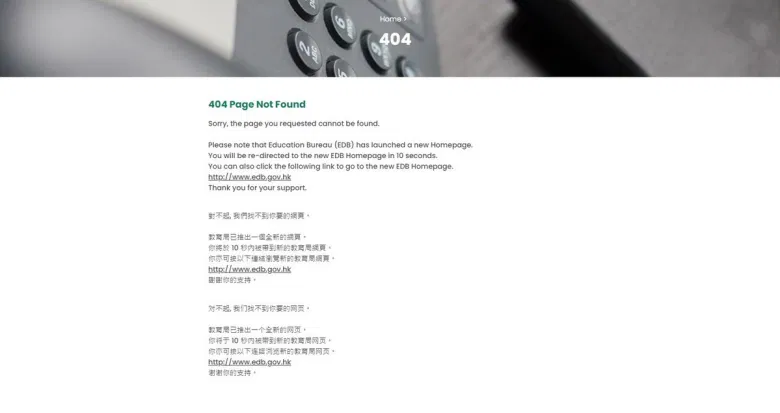 Home >
404
404 Page Not Found
Sorry, the page you requested cannot be found.
Please note that Education Bureau (EDB) has launched a new Homepage.
You will be re-directed to the new EDB Homepage in 10 seconds.
You can also click the following link to go to the new EDB Homepage.
http://www.edb.gov.hk
Thank you for your support.
對不起, 我們找不到你要的網頁。
教育局已推出一個全新的網頁。
你將於 10 秒內被帶到新的教育局網頁。
你亦可按以下連結瀏覽新的教育局網頁。
http://www.edb.gov.hk
謝謝你的支持。
对不起, 我们找不到你要的网页。
教育局已推出一个全新的网页。
你将于 10 秒內被带到新的教育局网页。
你亦可按以下连结浏览新的教育局网页。
http://www.edb.gov.hk
谢谢你的支持。